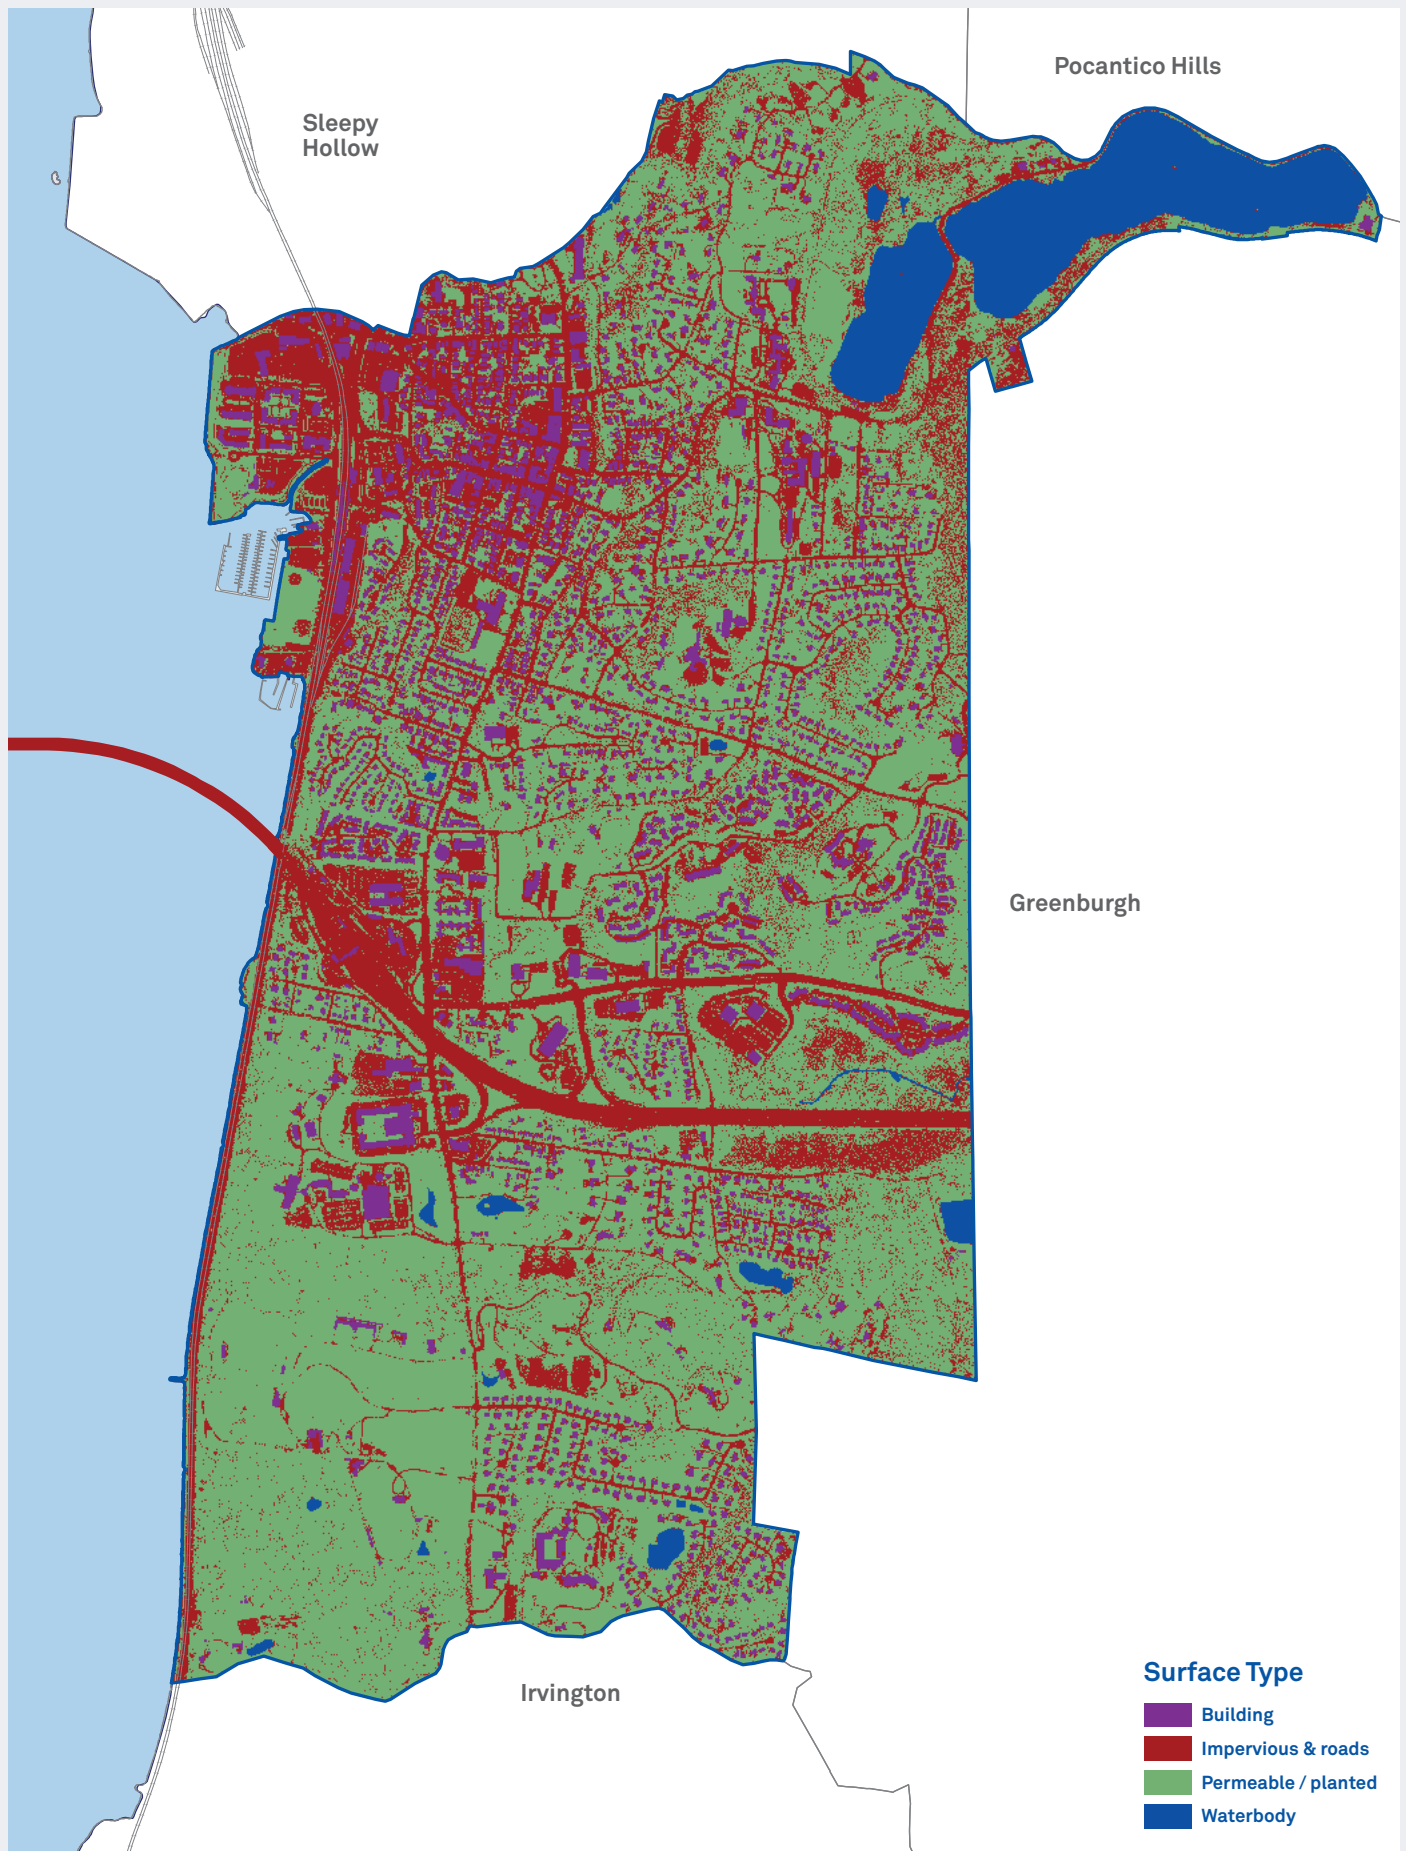 Pocantico Hills
Sleepy
Hollow
Greenburgh
Irvington
Surface Type
Building
Impervious & roads
Permeable / planted
Waterbody